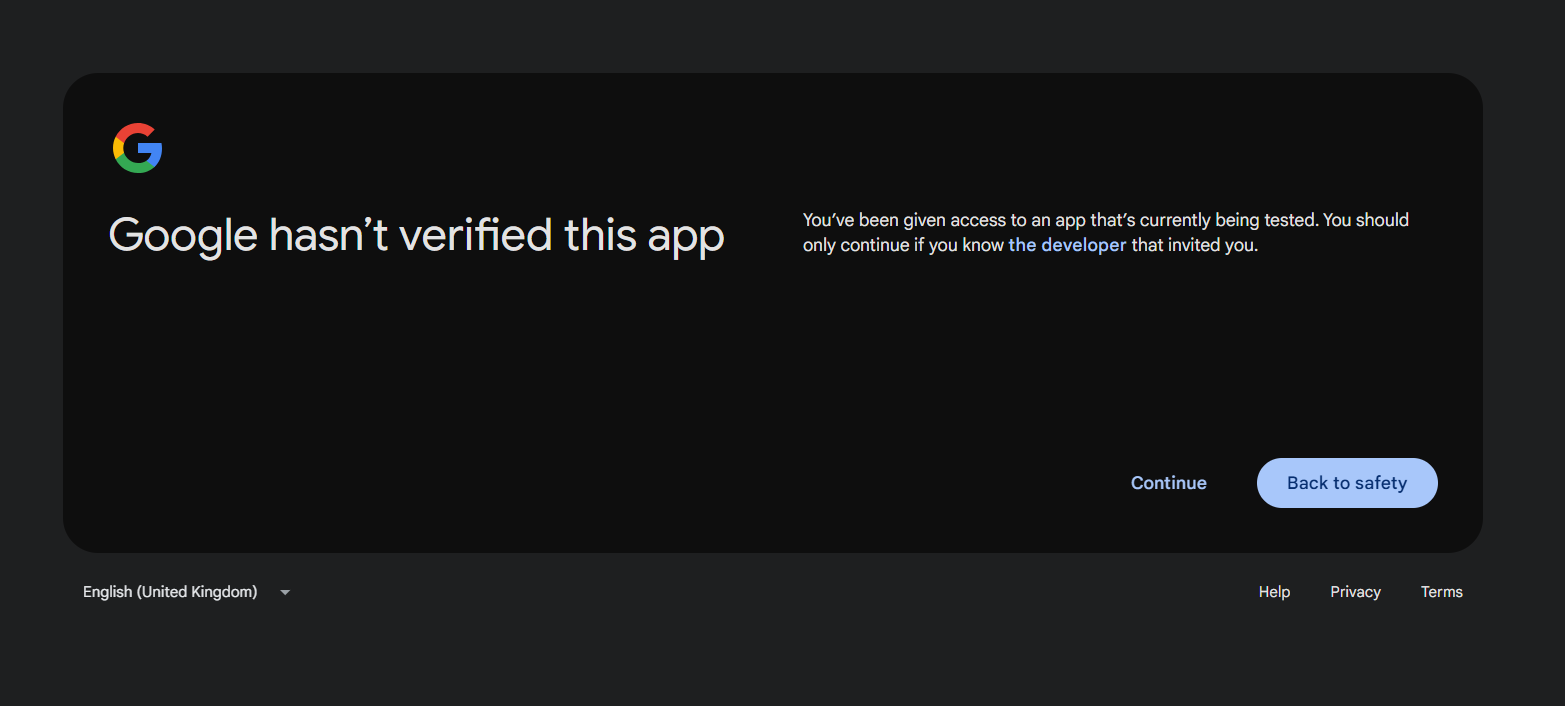 Google hasn’t verified this app
You’ve been given access to an app that’s currently being tested. You should
only continue if you know the developer that invited you.
Continue
Back to safety
English (United Kingdom)
Help
Privacy
Terms